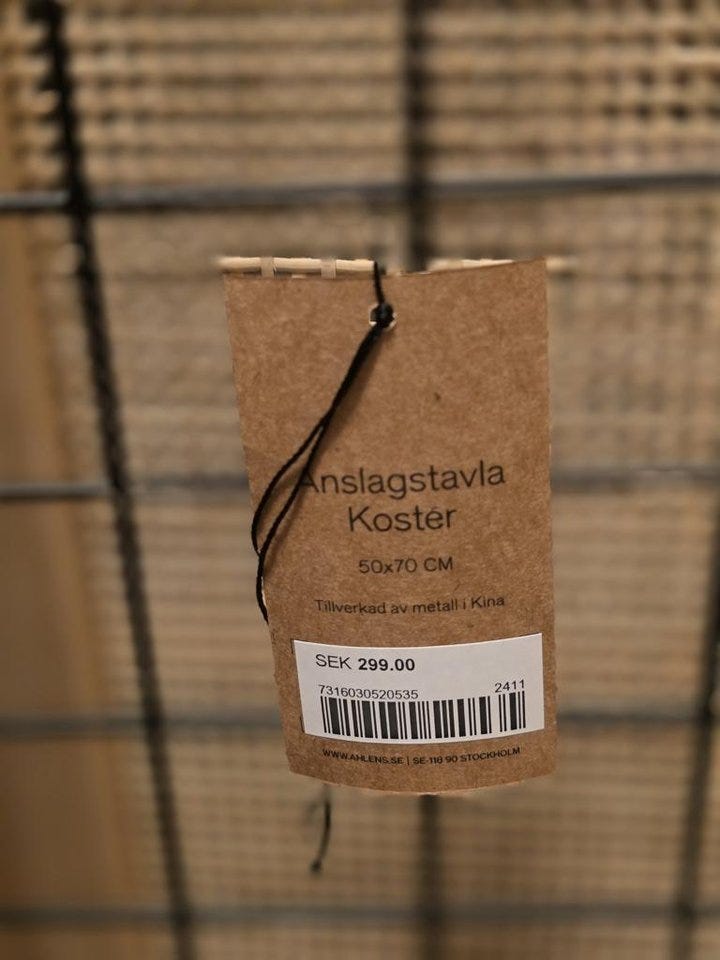 Anslagstavla
Kostér
50x70 CM
Tillverkad av metall i Kina
SEK 299.00
7316030520535 2411
WWW.AHLENS.SE | SE-118 90 STOCKHOLM